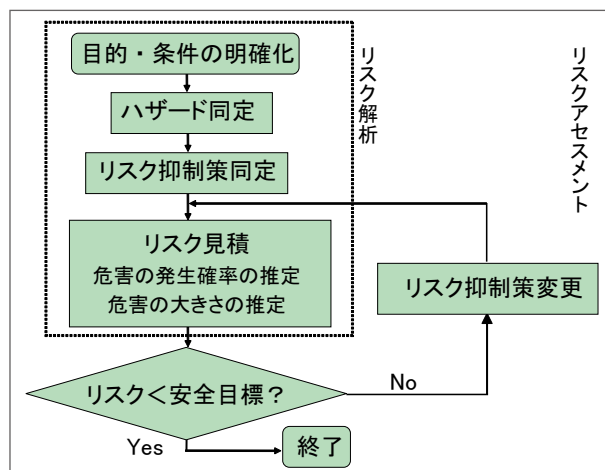 目的・条件の明確化
ハザード同定
リスク抑制策同定
リスク見積
危害の発生確率の推定
危害の大きさの推定
リスク解析
リスクアセスメント
リスク抑制策変更
リスク＜安全目標？
No
Yes
終了